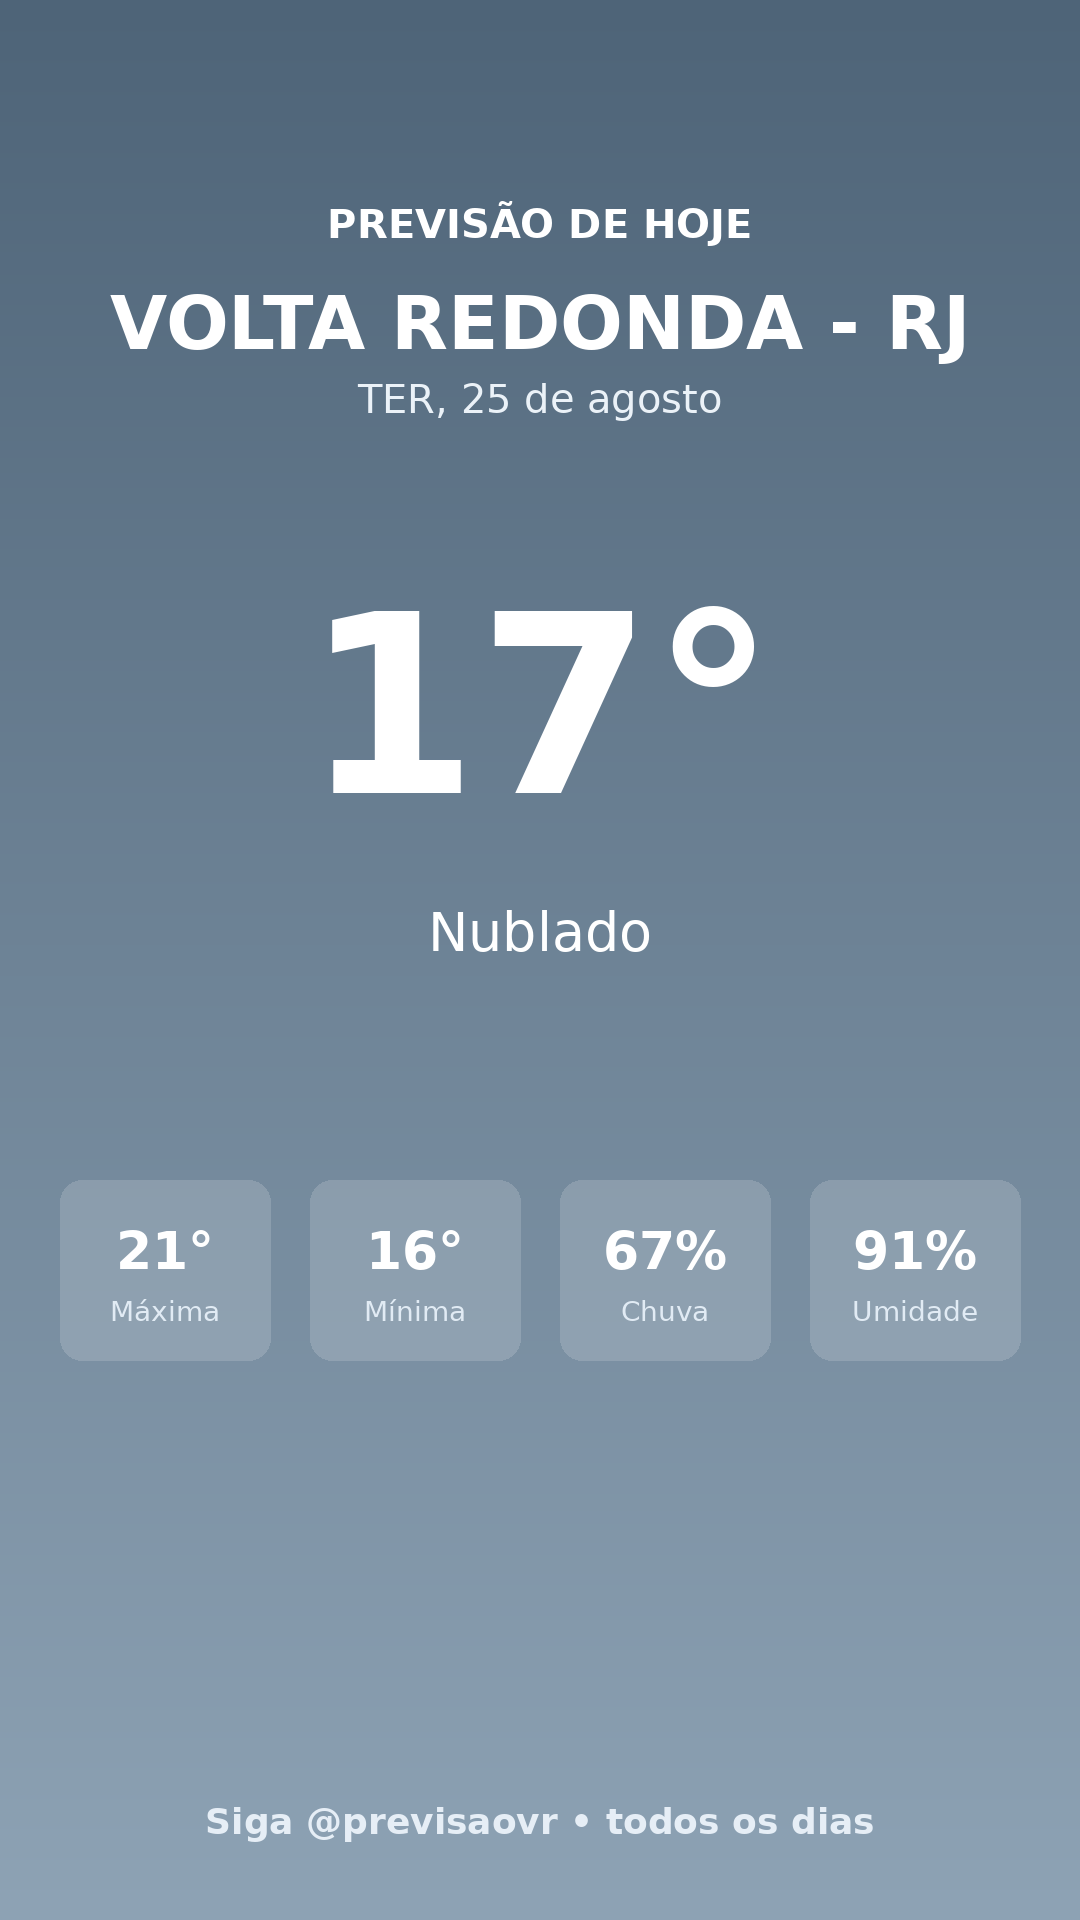 PREVISÃO DE HOJE
VOLTA REDONDA - RJ
TER, 25 de agosto
17°
Nublado
21° 16° 67% 91%
Máxima Mínima Chuva Umidade
Siga @previsaovr • todos os dias